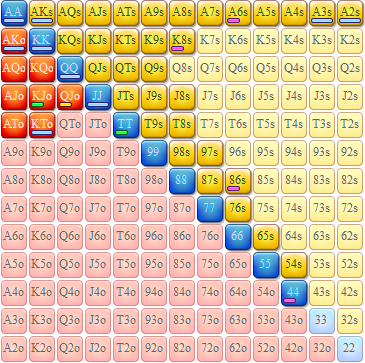 AA AKs AQs AJs ATs A9s A8s A7s A6s A5s A4s A3s A2s
AKo KK KQs KJs KTs K9s K8s K7s K6s K5s K4s K3s K2s
AQo KQo QQ QJs QTs Q9s Q8s Q7s Q6s Q5s Q4s Q3s Q2s
AJo KJo QJo JJ JTs J9s J8s J7s J6s J5s J4s J3s J2s
ATo KTo QTo JTo TT T9s T8s T7s T6s T5s T4s T3s T2s
A9o K9o Q9o J9o T9o 99 98s 97s 96s 95s 94s 93s 92s
A8o K8o Q8o J8o T8o 98o 88 87s 86s 85s 84s 83s 82s
A7o K7o Q7o J7o T7o 97o 87o 77 76s 75s 74s 73s 72s
A6o K6o Q6o J6o T6o 96o 86o 76o 66 65s 64s 63s 62s
A5o K5o Q5o J5o T5o 95o 85o 75o 65o 55 54s 53s 52s
A4o K4o Q4o J4o T4o 94o 84o 74o 64o 54o 44 43s 42s
A3o K3o Q3o J3o T3o 93o 83o 73o 63o 53o 43o 33 32s
A2o K2o Q2o J2o T2o 92o 82o 72o 62o 52o 42o 32o 22